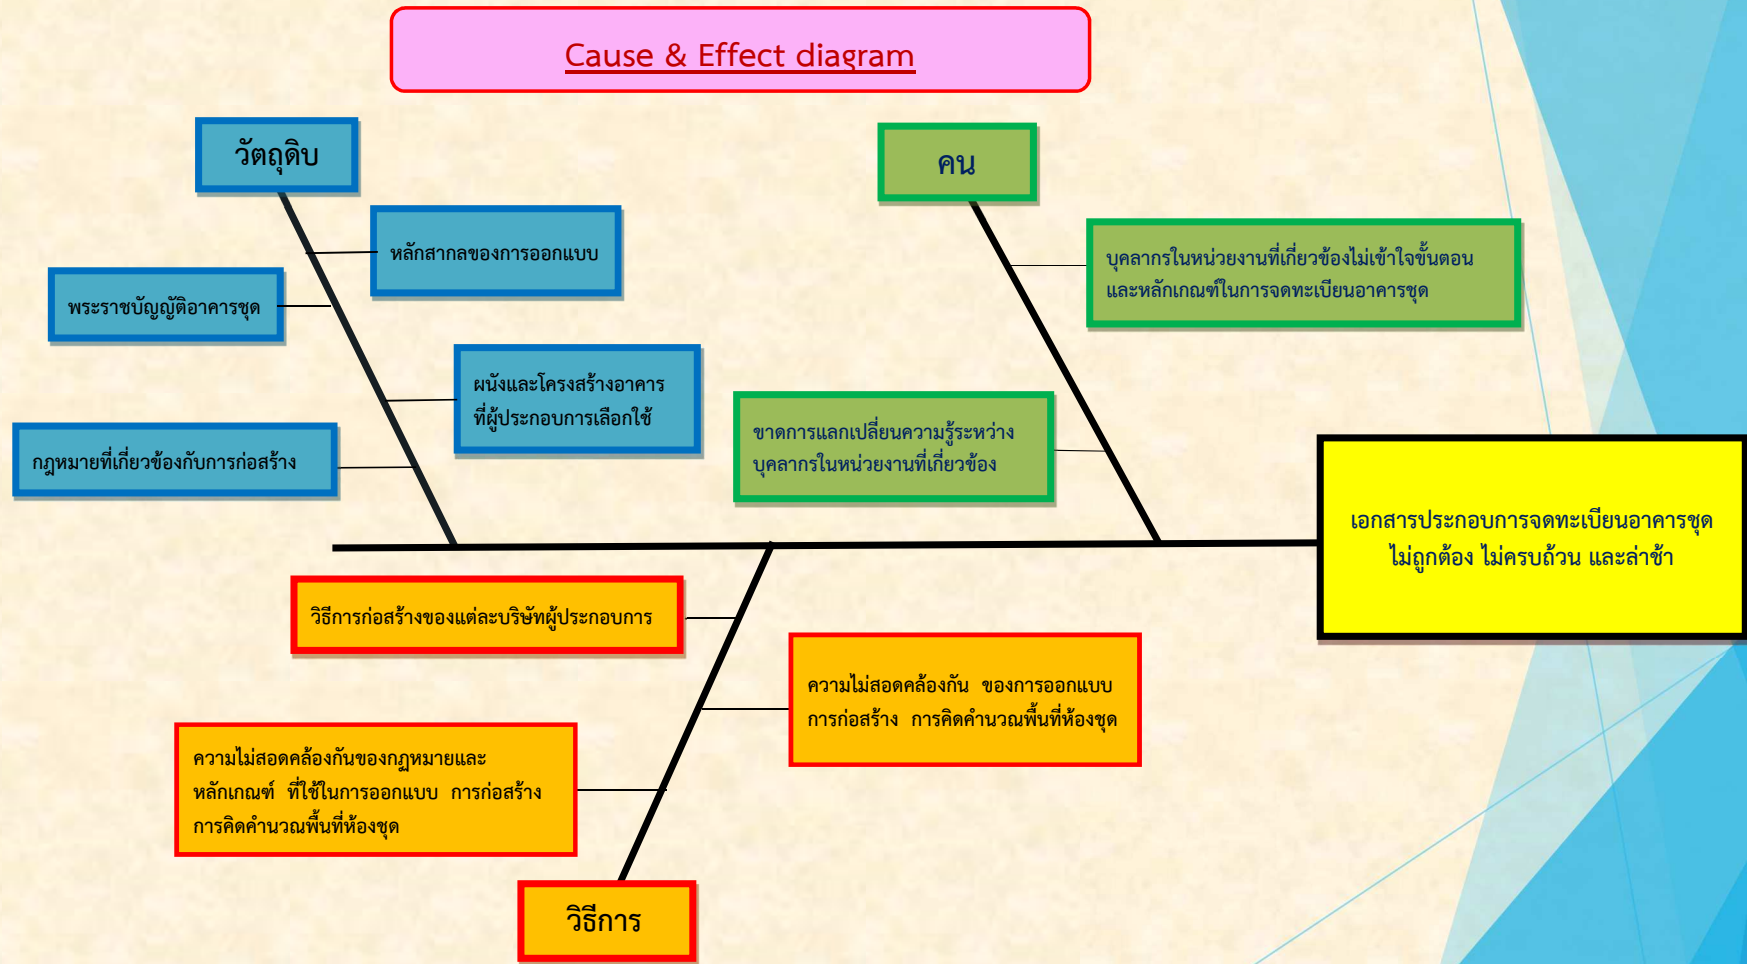 Cause & Effect diagram
วัตถุดิบ
คน
หลักสากลของการออกแบบ
บุคลากรในหน่วยงานที่เกี่ยวข้องไม่เข้าใจขั้นตอน
และหลักเกณฑ์ในการจดทะเบียนอาคารชุด
พระราชบัญญัติอาคารชุด
ผนังและโครงสร้างอาคาร
ที่ผู้ประกอบการเลือกใช้
ขาดการแลกเปลี่ยนความรู้ระหว่าง
บุคลากรในหน่วยงานที่เกี่ยวข้อง
กฎหมายที่เกี่ยวข้องกับการก่อสร้าง
เอกสารประกอบการจดทะเบียนอาคารชุด
ไม่ถูกต้อง ไม่ครบถ้วน และล่าช้า
วิธีการก่อสร้างของแต่ละบริษัทผู้ประกอบการ
ความไม่สอดคล้องกัน ของการออกแบบ
การก่อสร้าง การคิดคำนวณพื้นที่ห้องชุด
ความไม่สอดคล้องกันของกฏหมายและ
หลักเกณฑ์ ที่ใช้ในการออกแบบ การก่อสร้าง
การคิดคำนวณพื้นที่ห้องชุด
วิธีการ